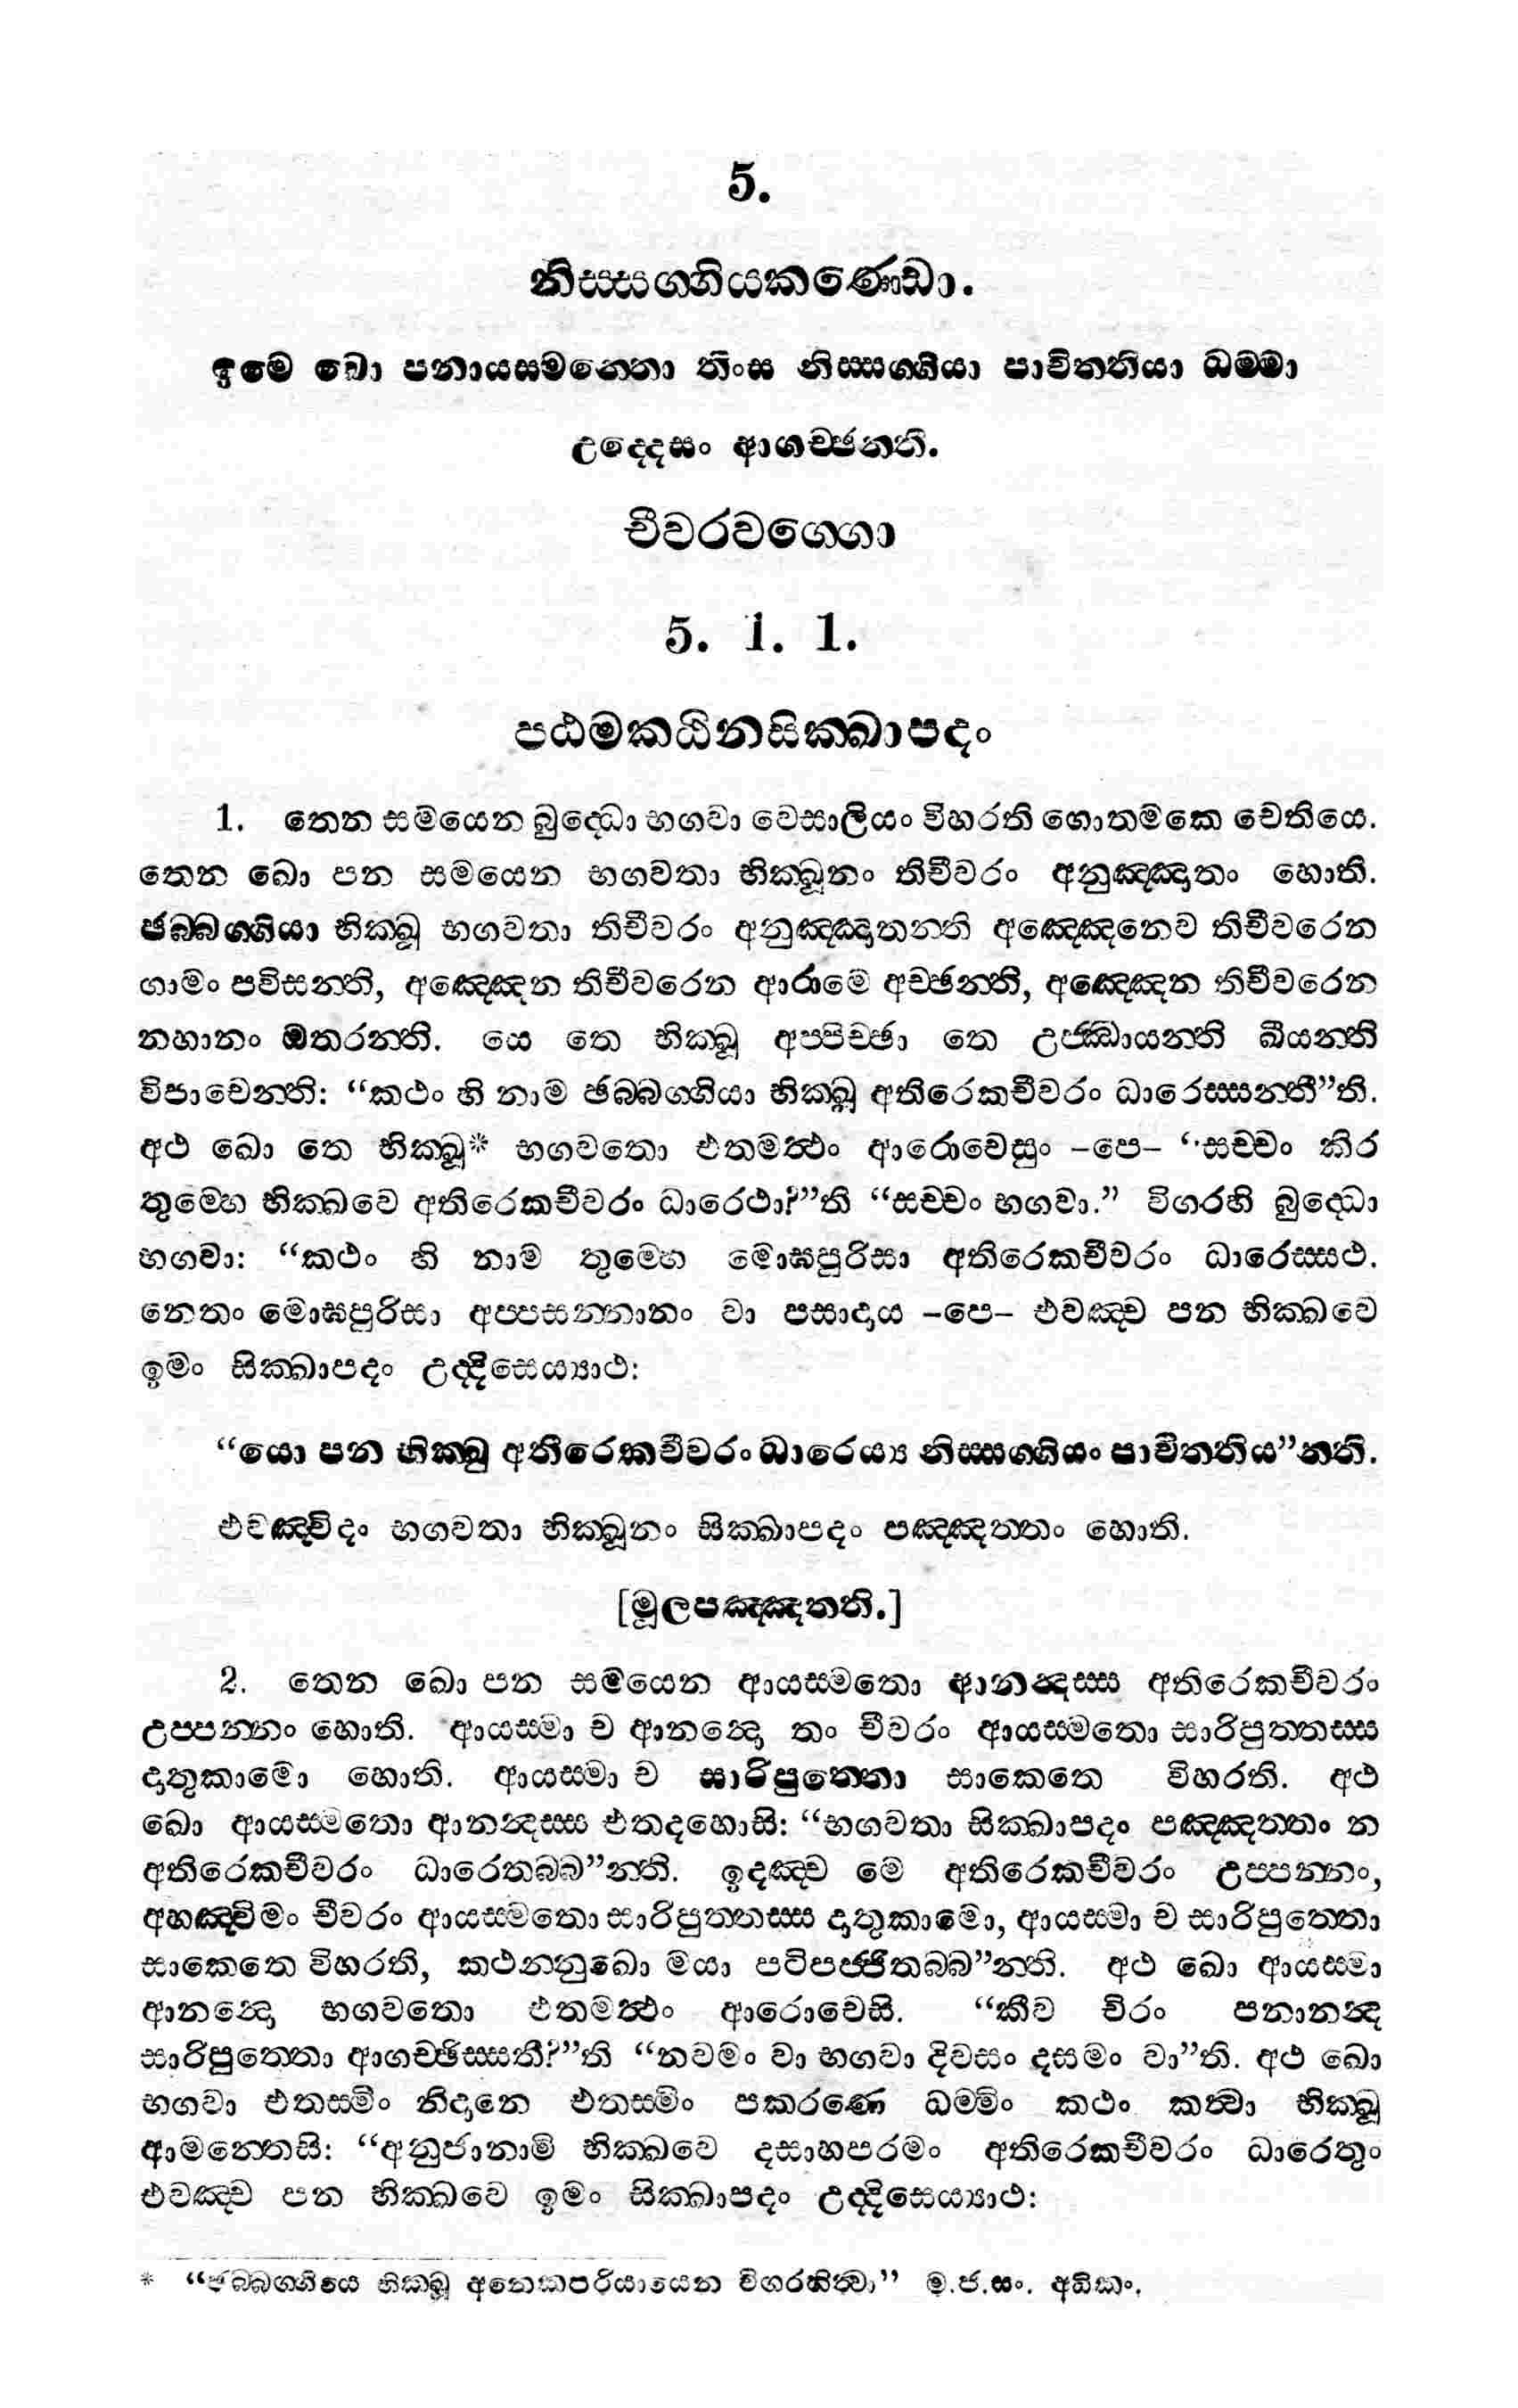 5.
නිස්සග්ගියකණ්ඩො.
ඉමෙ ඛො පනායස්මන්තො තිංස නිස්සග්ගියා පාචිත්තියා ධම්මා
උද්දෙසං ආගච්ඡන්ති.
චීවරවග්ගො
5. 1. 1.
පඨමකඨිනසික්ඛාපදං
1. තෙන සමයෙන බුද්ධො භගවා වෙසාලියං විහරති ගොතමකෙ චෙතියෙ.
තෙන ඛො පන සමයෙන භගවතා භික්ඛූනං තිචීවරං අනුඤ්ඤාතං හොති.
ඡබ්බග්ගියා භික්ඛූ භගවතා තිචීවරං අනුඤ්ඤාතන්ති අඤ්ඤෙනෙව තිචීවරෙන
ගාමං පවිසන්ති, අඤ්ඤෙන තිචීවරෙන ආරාමෙ අච්ඡන්ති, අඤ්ඤෙන තිචීවරෙන
නහානං ඔතරන්ති. යෙ තෙ භික්ඛූ අප්පිච්ඡා තෙ උජ්ඣායන්ති ඛීයන්ති
විපාචෙන්ති: “කථං හි නාම ඡබ්බග්ගියා භික්ඛූ අතිරෙකචීවරං ධාරෙස්සන්තී”ති.
අථ ඛො තෙ භික්ඛූ* භගවතො එතමත්ථං ආරොචෙසුං –පෙ– “සච්චං කිර
තුම්හෙ භික්ඛවෙ අතිරෙකචීවරං ධාරෙථා?”ති “සච්චං භගවා.” විගරහි බුද්ධො
භගවා: “කථං හි නාම තුම්හෙ මොඝපුරිසා අතිරෙකචීවරං ධාරෙස්සථ.
නෙතං මොඝපුරිසා අප්පසන්නානං වා පසාදාය –පෙ– එවඤ්ච පන භික්ඛවෙ
ඉමං සික්ඛාපදං උද්දිසෙය්‍යාථ:
“යො පන භික්ඛු අතිරෙකචීවරං ධාරෙය්‍ය නිස්සග්ගියං පාචිත්තිය”න්ති.
එවඤ්චිදං භගවතා භික්ඛූනං සික්ඛාපදං පඤ්ඤත්තං හොති.
[මූලපඤ්ඤත්ති.]
2. තෙන ඛො පන සමයෙන ආයස්මතො ආනන්දස්ස අතිරෙකචීවරං
උප්පන්නං හොති. ආයස්මා ච ආනන්දො තං චීවරං ආයස්මතො සාරිපුත්තස්ස
දාතුකාමො හොති. ආයස්මා ච සාරිපුත්තො සාකෙතෙ විහරති. අථ
ඛො ආයස්මතො ආනන්දස්ස එතදහොසි: “භගවතා සික්ඛාපදං පඤ්ඤත්තං න
අතිරෙකචීවරං ධාරෙතබ්බ”න්ති. ඉදඤ්ච මෙ අතිරෙකචීවරං උප්පන්නං,
අහඤ්චිමං චීවරං ආයස්මතො සාරිපුත්තස්ස දාතුකාමො, ආයස්මා ච සාරිපුත්තො
සාකෙතෙ විහරති, කථන්නුඛො මයා පටිපජ්ජිතබ්බ”න්ති. අථ ඛො ආයස්මා
ආනන්දො භගවතො එතමත්ථං ආරොචෙසි. “කීව චිරං පනානන්ද
සාරිපුත්තො ආගච්ඡිස්සතී?”ති “නවමං වා භගවා දිවසං දසමං වා”ති. අථ ඛො
භගවා එතස්මිං නිදානෙ එතස්මිං පකරණෙ ධම්මිං කථං කත්වා භික්ඛූ
ආමන්තෙසි: “අනුජානාමි භික්ඛවෙ දසාහපරමං අතිරෙකචීවරං ධාරෙතුං
එවඤ්ච පන භික්ඛවෙ ඉමං සික්ඛාපදං උද්දිසෙය්‍යාථ:
* “ඡබ්බග්ගියෙ භික්ඛූ අනෙකපරියායෙන විගරහිත්වා” ම.ජ.සං. අධිකං.